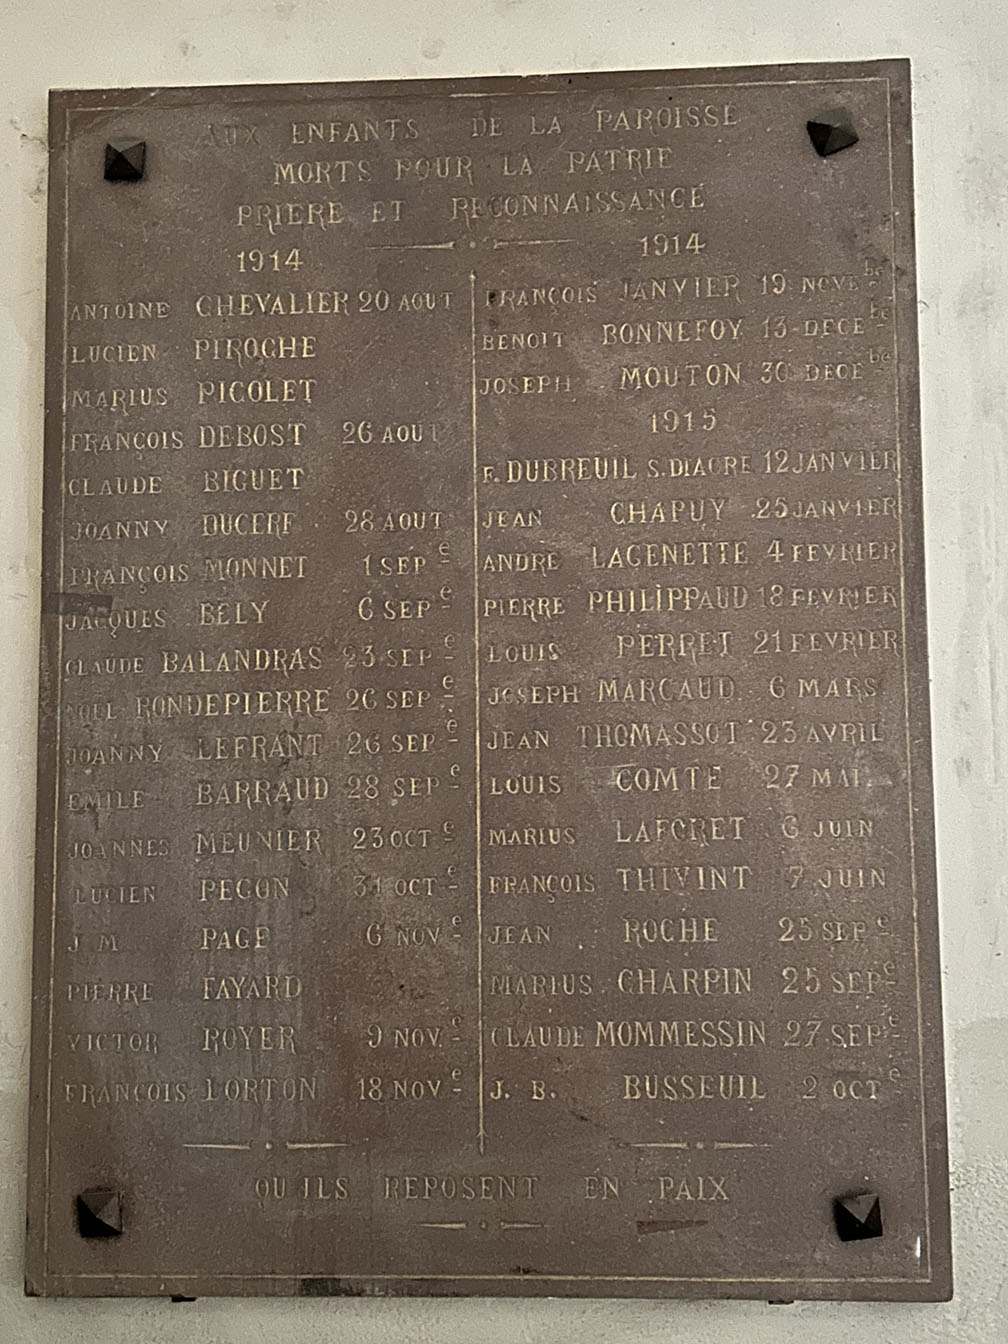 AUX ENFANTS DE LA PAROISSE
MORTS POUR LA PATRIE
PRIERE ET RECONNAISSANCE
1914
ANTOINE CHEVALIER 20 AOUT
LUCIEN PIROCHE
MARIUS PICOLET
FRANÇOIS DEBOST 26 AOUT
CLAUDE BIGUET
JOANNY DUCERF 28 AOUT
FRANÇOIS MONNET 1 SEPe
JACQUES BELY 6 SEPe
CLAUDE BALANDRAS 23 SEPe
NOEL RONDEPIERRE 26 SEPe
JOANNY LEFRANT 26 SEPe
EMILE BARRAUD 28 SEPe
JOANNES MEUNIER 23 OCTe
LUCIEN PEGON 31 OCTe
J M PAGE 6 NOVe
PIERRE FAYARD
VICTOR ROYER 9 NOVe
FRANÇOIS LORTON 18 NOVe
1914
FRANÇOIS JANVIER 19 NOVEbe
BENOIT BONNEFOY 13 DECEbe
JOSEPH MOUTON 30 DECEbe
1915
F. DUBREUIL S. DIACRE 12 JANVIER
JEAN CHAPUY 25 JANVIER
ANDRE LAGENETTE 4 FEVRIER
PIERRE PHILIPPAUD 18 FEVRIER
LOUIS PERRET 21 FEVRIER
JOSEPH MARCAUD 6 MARS
JEAN THOMASSOT 23 AVRIL
LOUIS COMTE 27 MAI
MARIUS LAFORET 6 JUIN
FRANÇOIS THIVINT 7 JUIN
JEAN ROCHE 25 SEPe
MARIUS CHARPIN 25 SEPe
CLAUDE MOMMESSIN 27 SEPe
J. B. BUSSEUIL 2 OCTe
QU'ILS REPOSENT EN PAIX